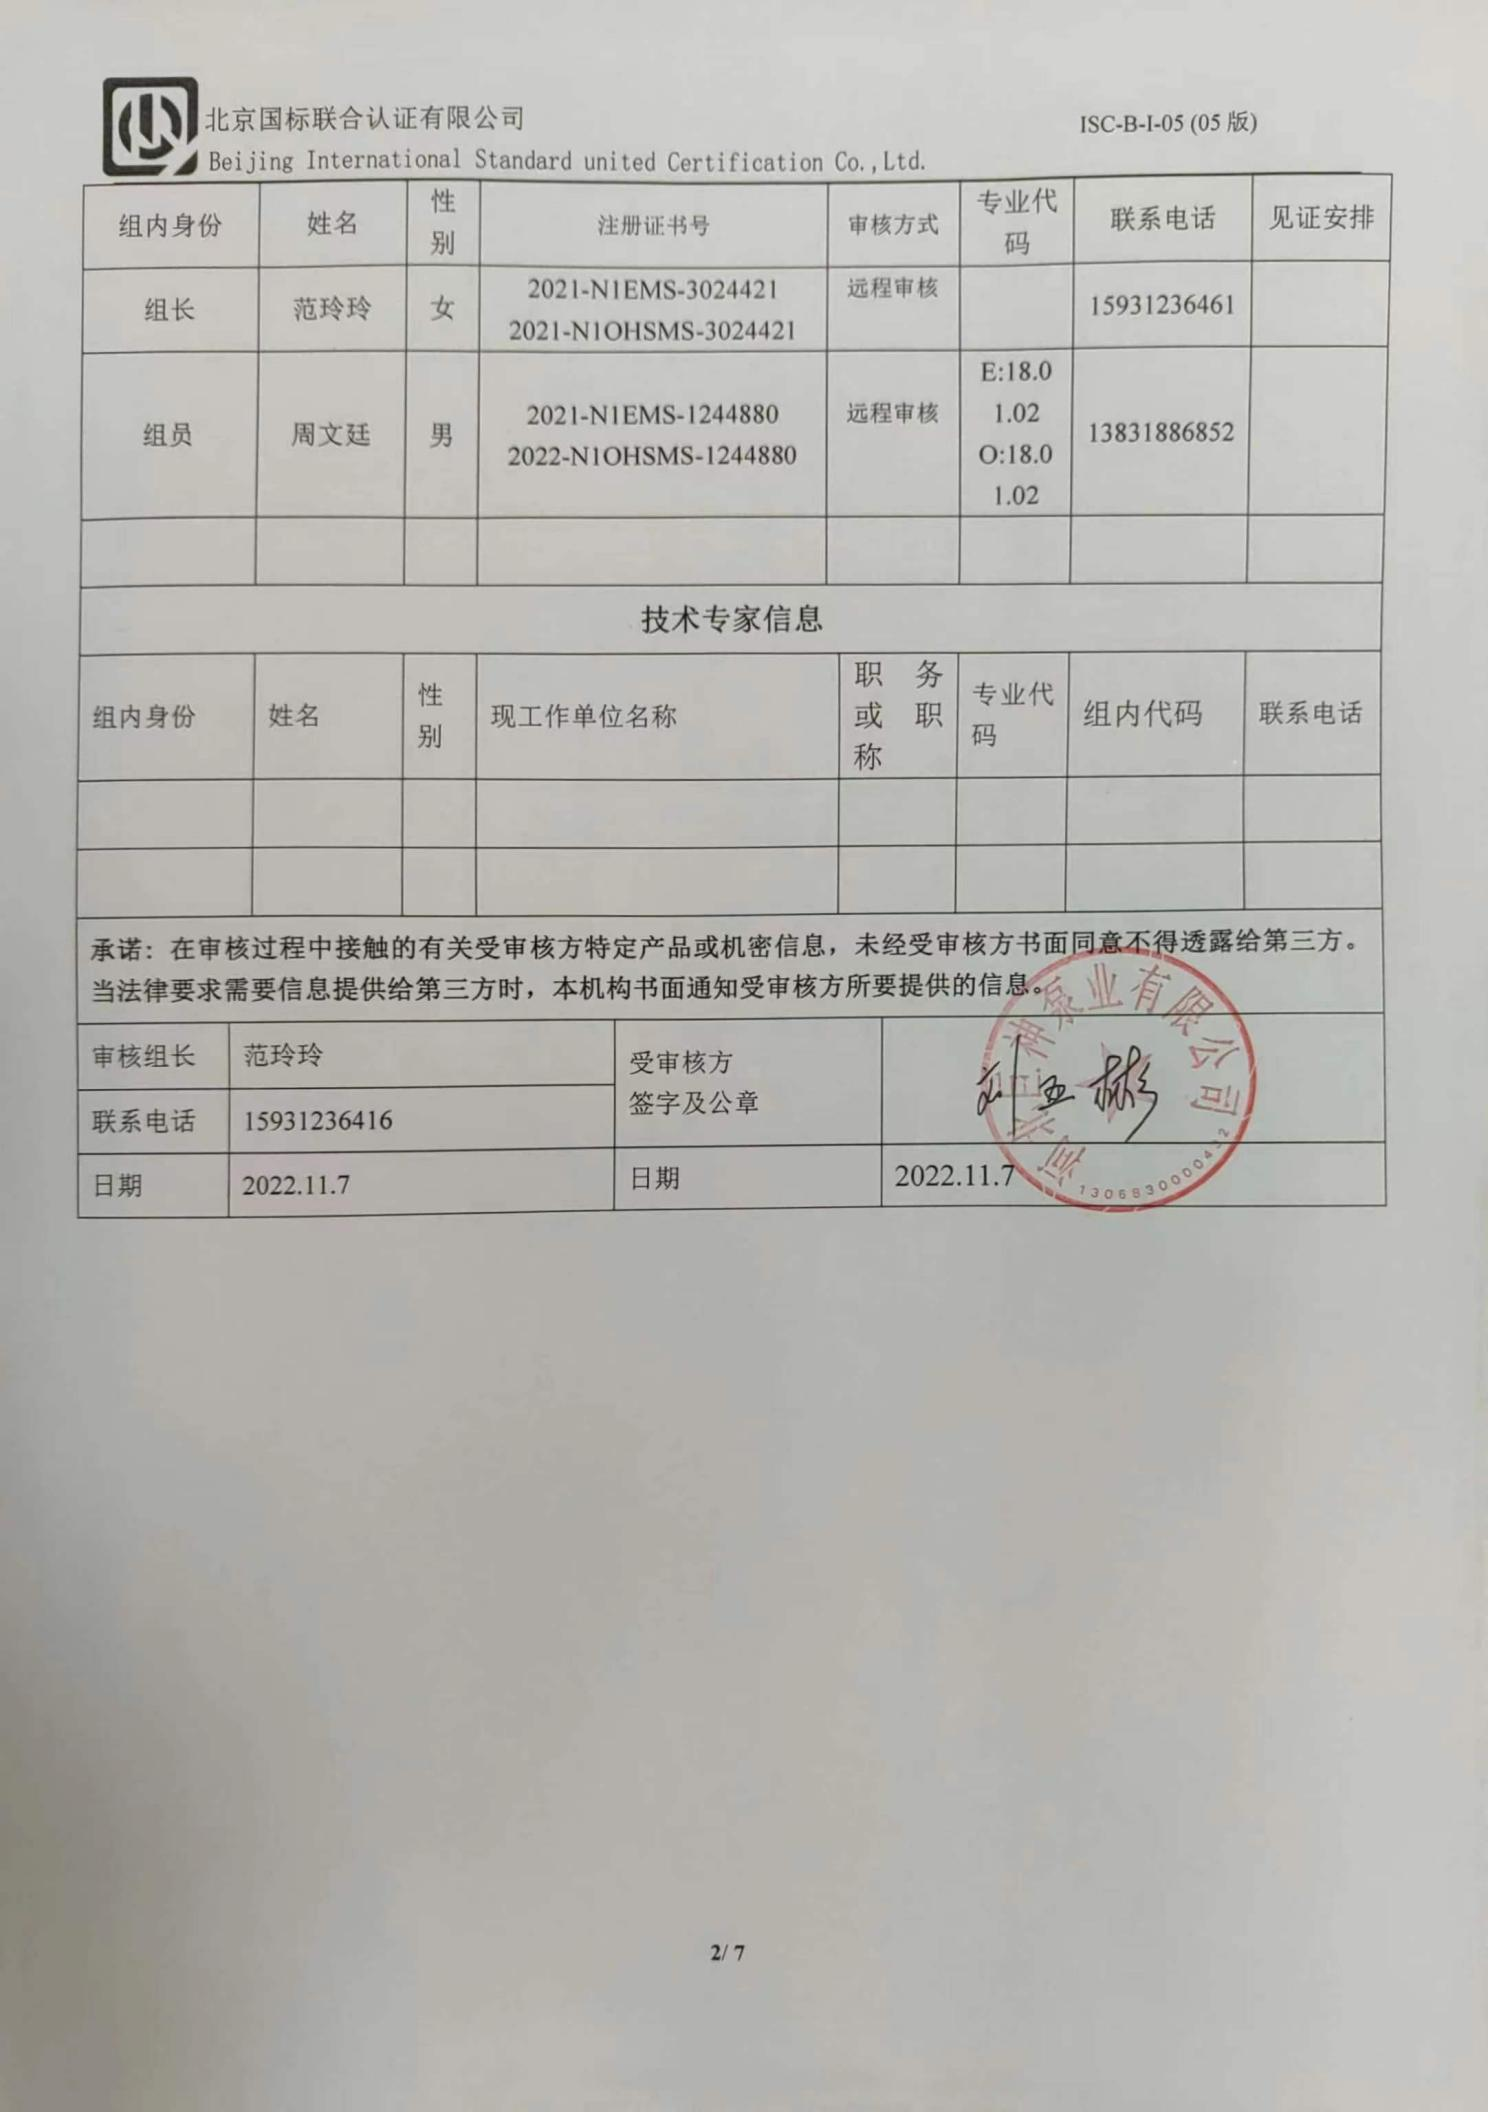 北京国标联合认证有限公司
ISC-B-I-05 (05 版)
Beijing International Standard united Certification Co.,Ltd.
组内身份 姓名 性别 注册证书号 审核方式 专业代码 联系电话 见证安排
组长 范玲玲 女 2021-N1EMS-3024421 远程审核 15931236461
2021-N1OHSMS-3024421
组员 周文廷 男 2021-N1EMS-1244880 远程审核 E:18.0
1.02 13831886852
2022-N1OHSMS-1244880 O:18.0
1.02
技术专家信息
组内身份 姓名 性别 现工作单位名称 职务或职称 专业代码 组内代码 联系电话
承诺：在审核过程中接触的有关受审核方特定产品或机密信息，未经受审核方书面同意不得透露给第三方。
当法律要求需要信息提供给第三方时，本机构书面通知受审核方所要提供的信息。
审核组长 范玲玲 受审核方
签字及公章
联系电话 15931236416
日期 2022.11.7 日期 2022.11.7
河北巨神泵业有限公司
1306830000432
2/ 7